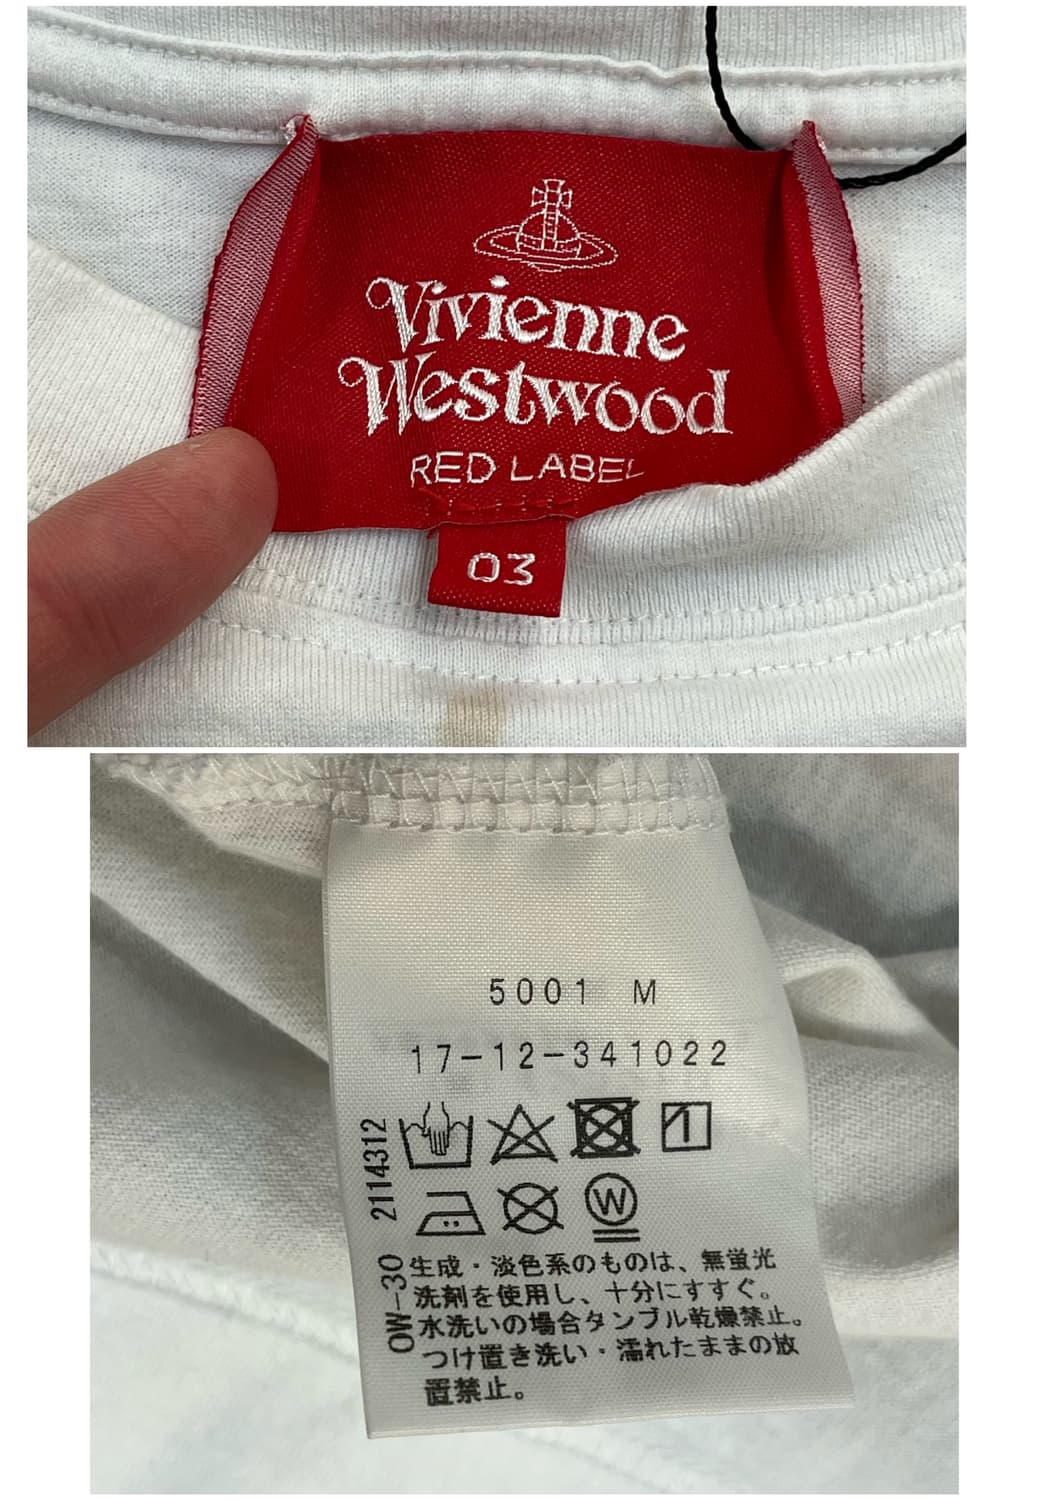 Vivienne
Westwood
RED LABEL
03
5001 M
17-12-341022
2114312
W
OW-30
生成・淡色系のものは、無蛍光
洗剤を使用し、十分にすすぐ。
水洗いの場合タンブル乾燥禁止。
つけ置き洗い・濡れたままの放
置禁止。